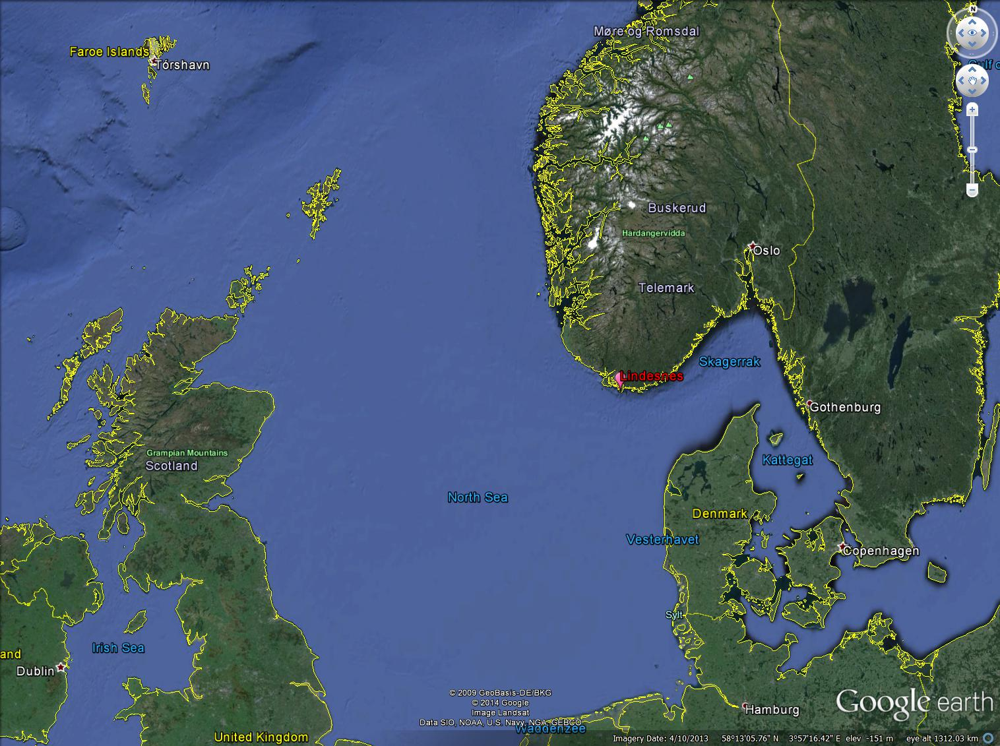 N
Møre og Romsdal
Faroe Islands
Tórshavn
Gulf o
Buskerud
Hardangervidda
Oslo
Telemark
Skagerrak
Lindesnes
Gothenburg
Grampian Mountains
Scotland
Kattegat
North Sea
Denmark
Vesterhavet
Copenhagen
Sylt
Irish Sea
and
Dublin
© 2009 GeoBasis-DE/BKG
© 2014 Google
Image Landsat
Data SIO, NOAA, U.S. Navy, NGA, GEBCO
Google earth
Hamburg
Waddenzee
United Kingdom
Imagery Date: 4/10/2013 58°13'05.76" N 3°57'16.42" E elev -151 m eye alt 1312.03 km